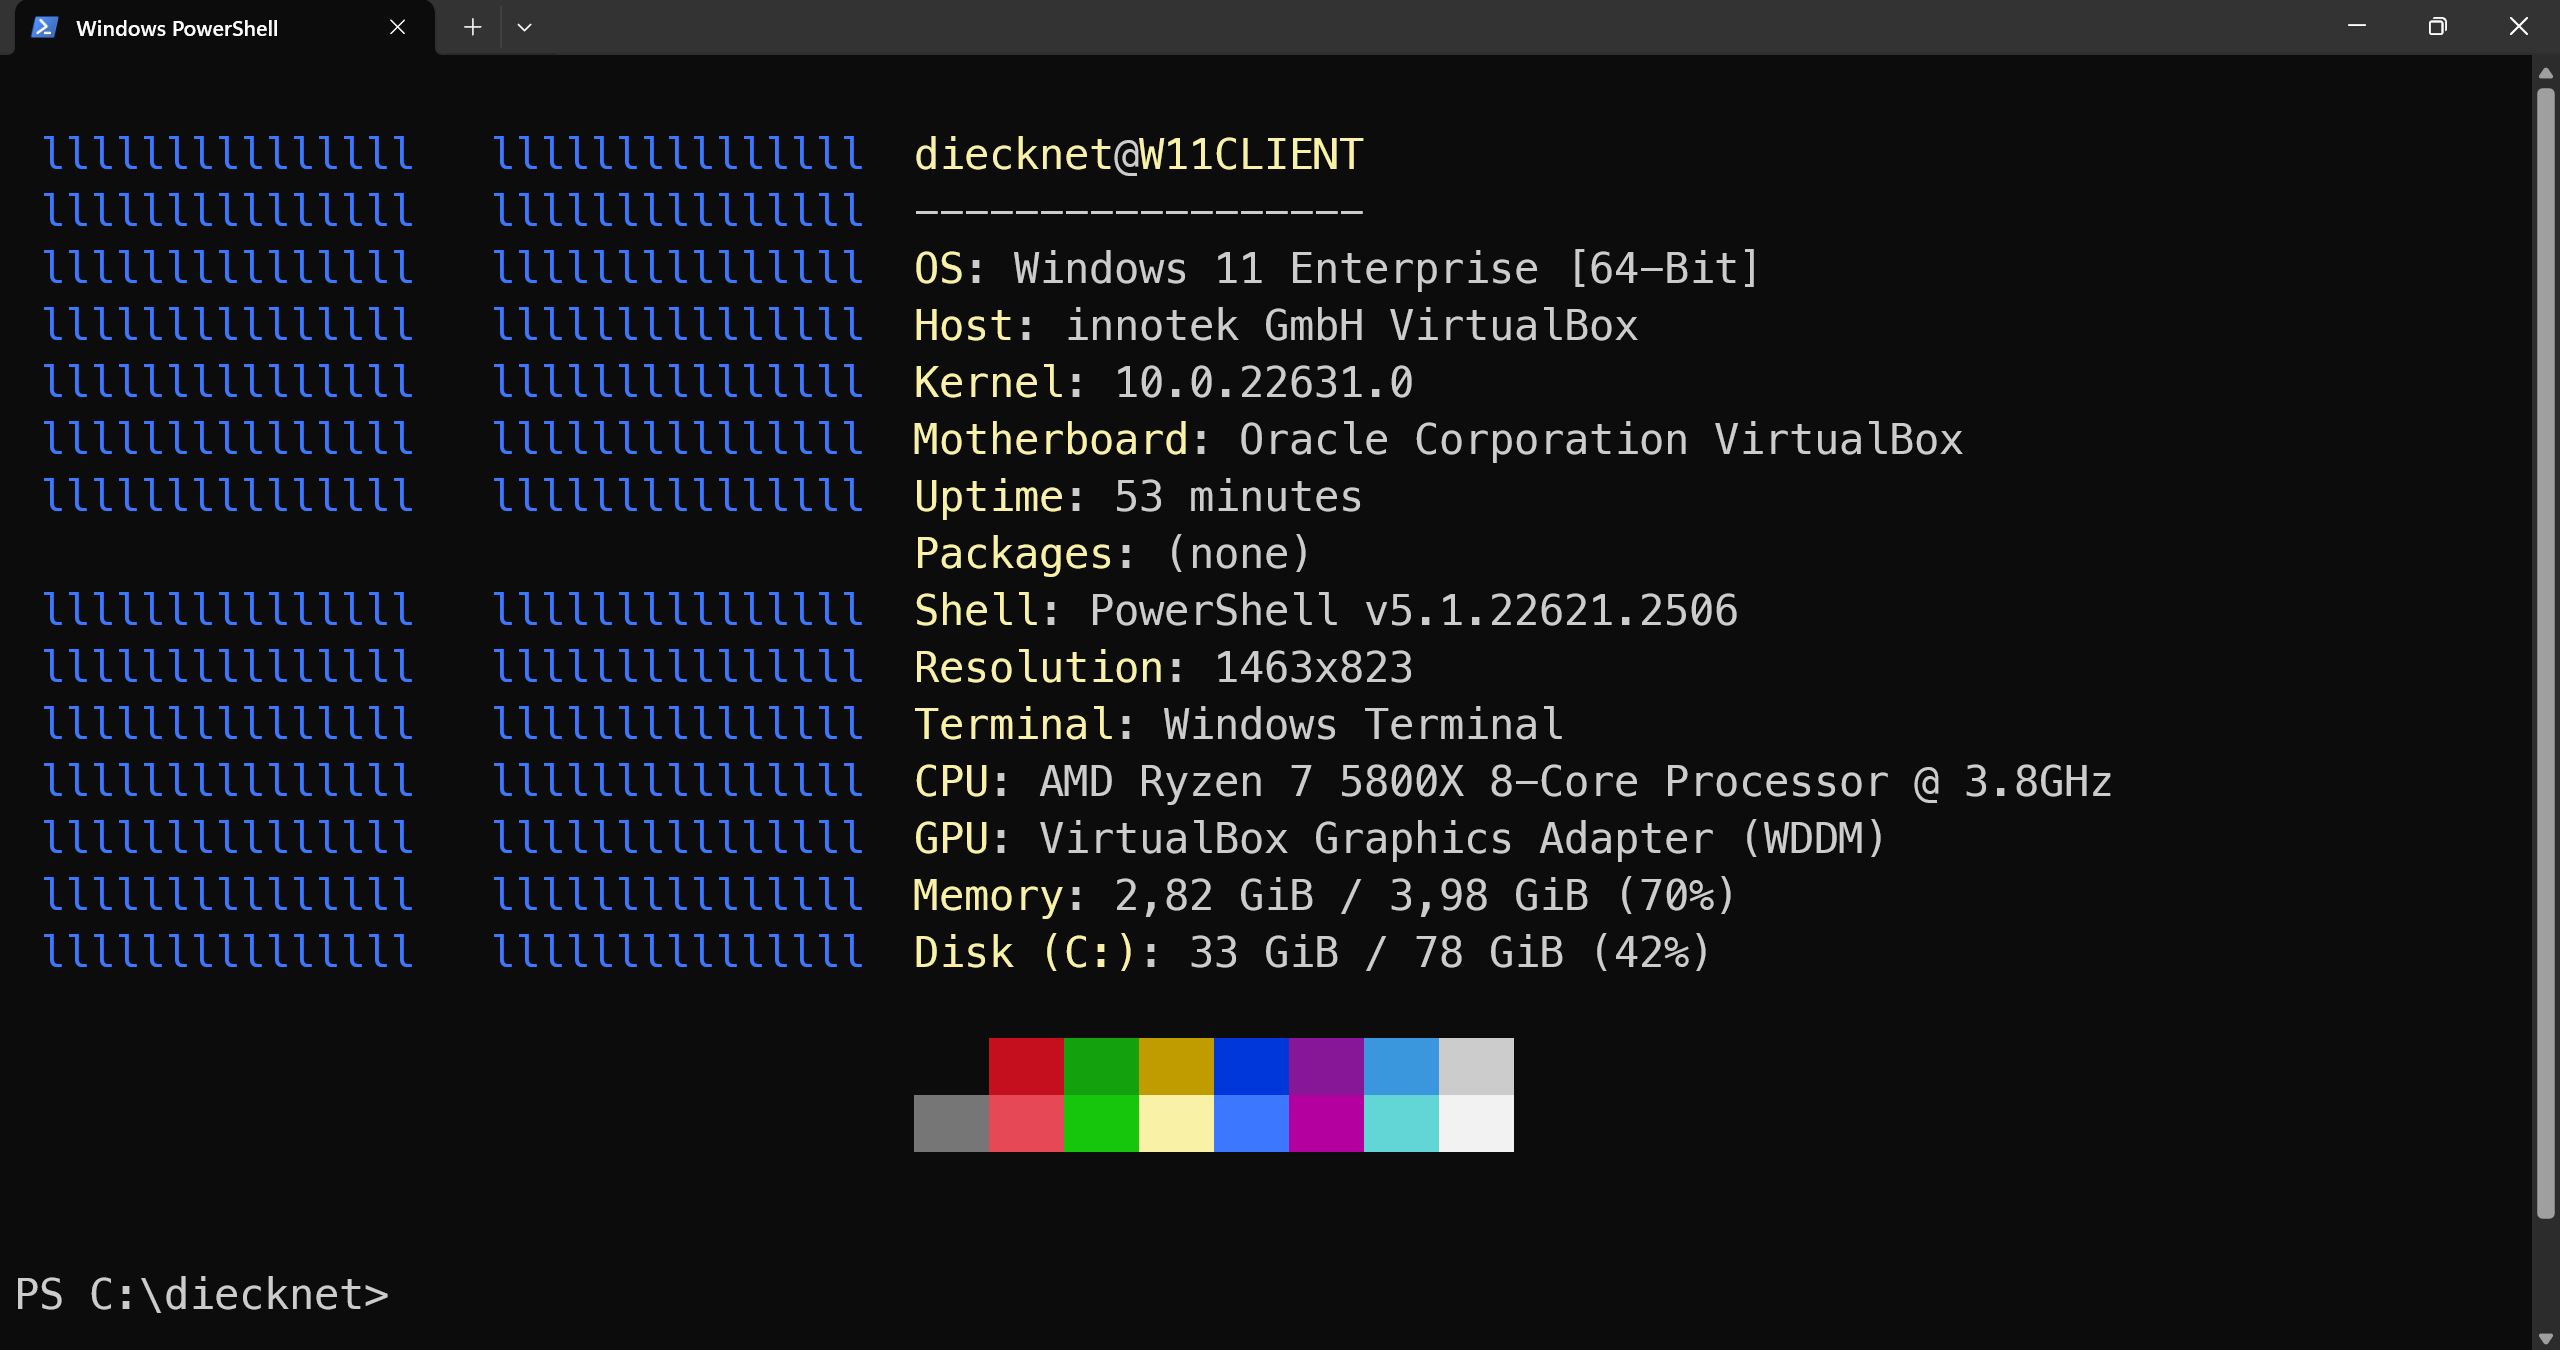 Windows PowerShell
lllllllllllllll   lllllllllllllll  diecknet@W11CLIENT
lllllllllllllll   lllllllllllllll  ------------------
lllllllllllllll   lllllllllllllll  OS: Windows 11 Enterprise [64-Bit]
lllllllllllllll   lllllllllllllll  Host: innotek GmbH VirtualBox
lllllllllllllll   lllllllllllllll  Kernel: 10.0.22631.0
lllllllllllllll   lllllllllllllll  Motherboard: Oracle Corporation VirtualBox
lllllllllllllll   lllllllllllllll  Uptime: 53 minutes
Packages: (none)
lllllllllllllll   lllllllllllllll  Shell: PowerShell v5.1.22621.2506
lllllllllllllll   lllllllllllllll  Resolution: 1463x823
lllllllllllllll   lllllllllllllll  Terminal: Windows Terminal
lllllllllllllll   lllllllllllllll  CPU: AMD Ryzen 7 5800X 8-Core Processor @ 3.8GHz
lllllllllllllll   lllllllllllllll  GPU: VirtualBox Graphics Adapter (WDDM)
lllllllllllllll   lllllllllllllll  Memory: 2,82 GiB / 3,98 GiB (70%)
lllllllllllllll   lllllllllllllll  Disk (C:): 33 GiB / 78 GiB (42%)
PS C:\diecknet>